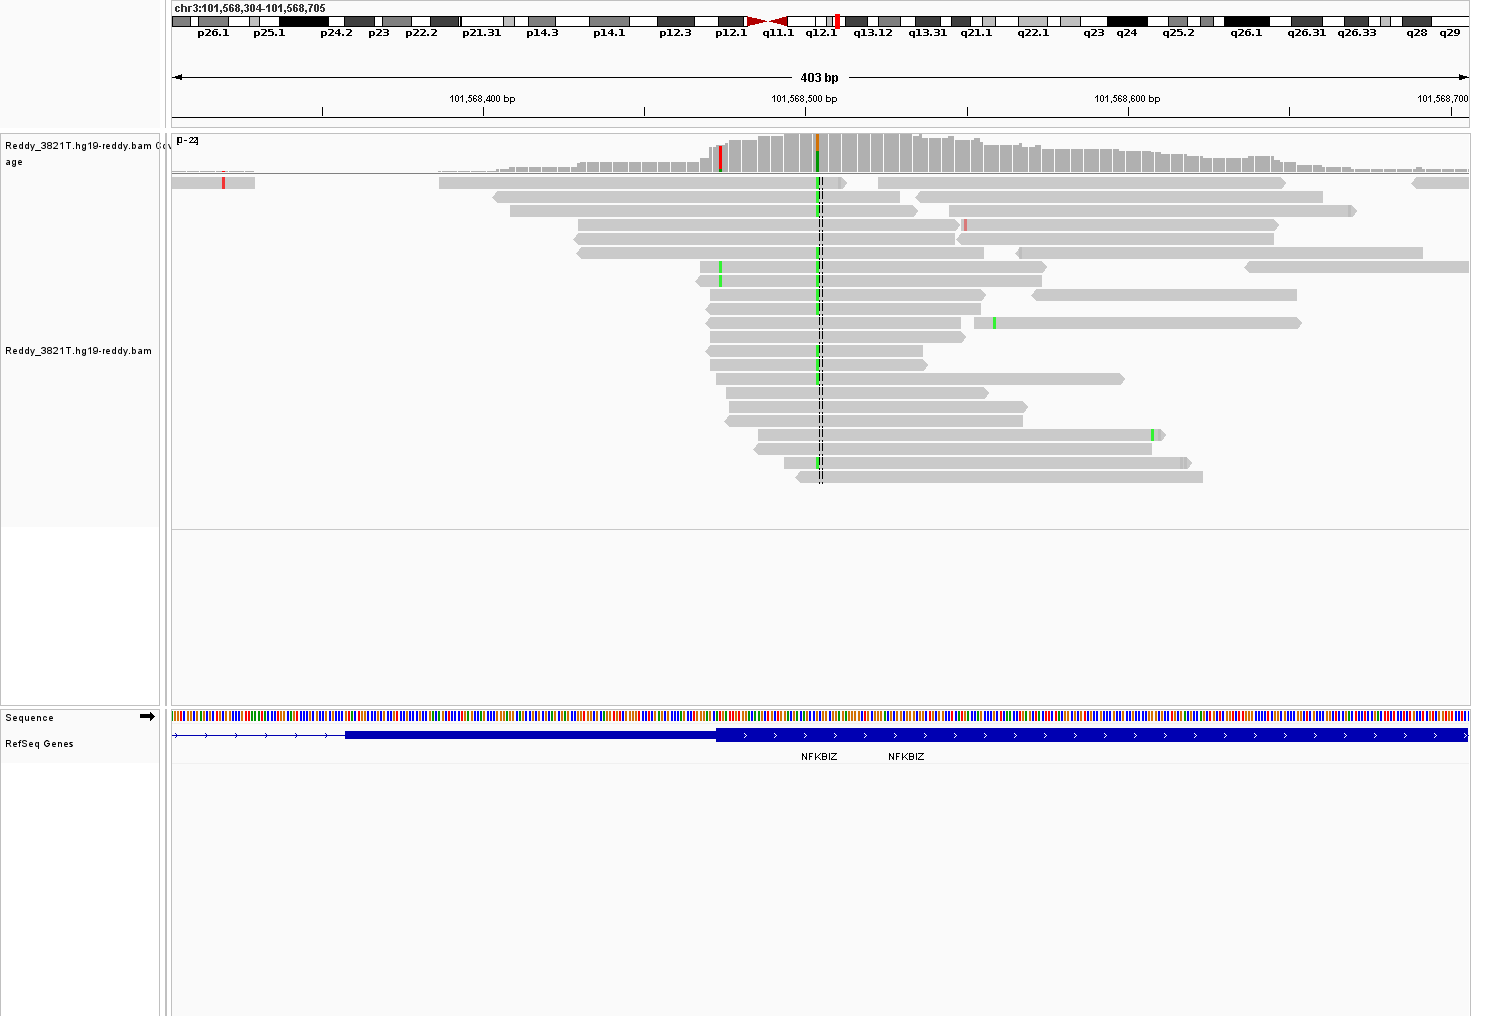 chr3:101,568,304-101,568,705
p26.1 p25.1 p24.2 p23 p22.2 p21.31 p14.3 p14.1 p12.3 p12.1 q11.1 q12.1 q13.12 q13.31 q21.1 q22.1 q23 q24 q25.2 q26.1 q26.31 q26.33 q28 q29
403 bp
101,568,400 bp 101,568,500 bp 101,568,600 bp 101,568,700
Reddy_3821T.hg19-reddy.bam Cov
age
[0-22]
Reddy_3821T.hg19-reddy.bam
Sequence
RefSeq Genes
NFKBIZ NFKBIZ